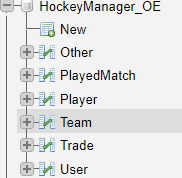 HockeyManager_OE
New
Other
PlayedMatch
Player
Team
Trade
User